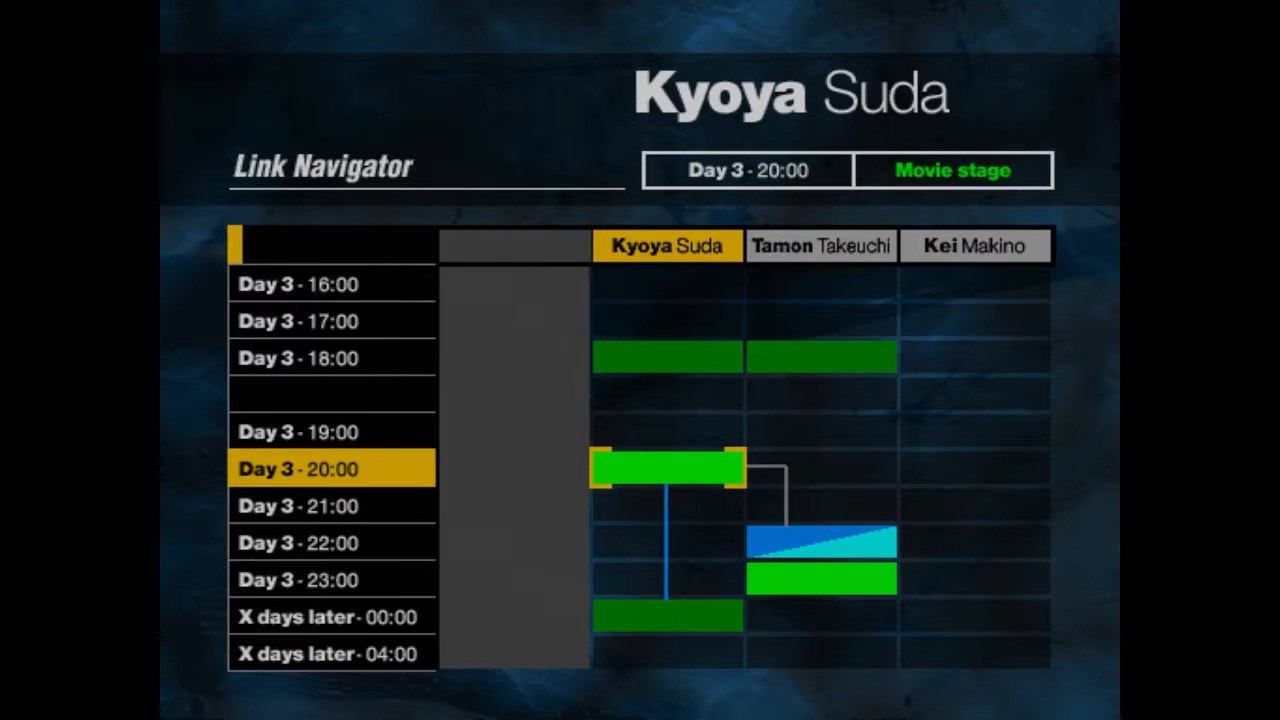 Kyoya Suda
Link Navigator
Day 3 - 20:00 Movie stage
Kyoya Suda Tamon Takeuchi Kei Makino
Day 3 - 16:00
Day 3 - 17:00
Day 3 - 18:00
Day 3 - 19:00
Day 3 - 20:00
Day 3 - 21:00
Day 3 - 22:00
Day 3 - 23:00
X days later- 00:00
X days later- 04:00